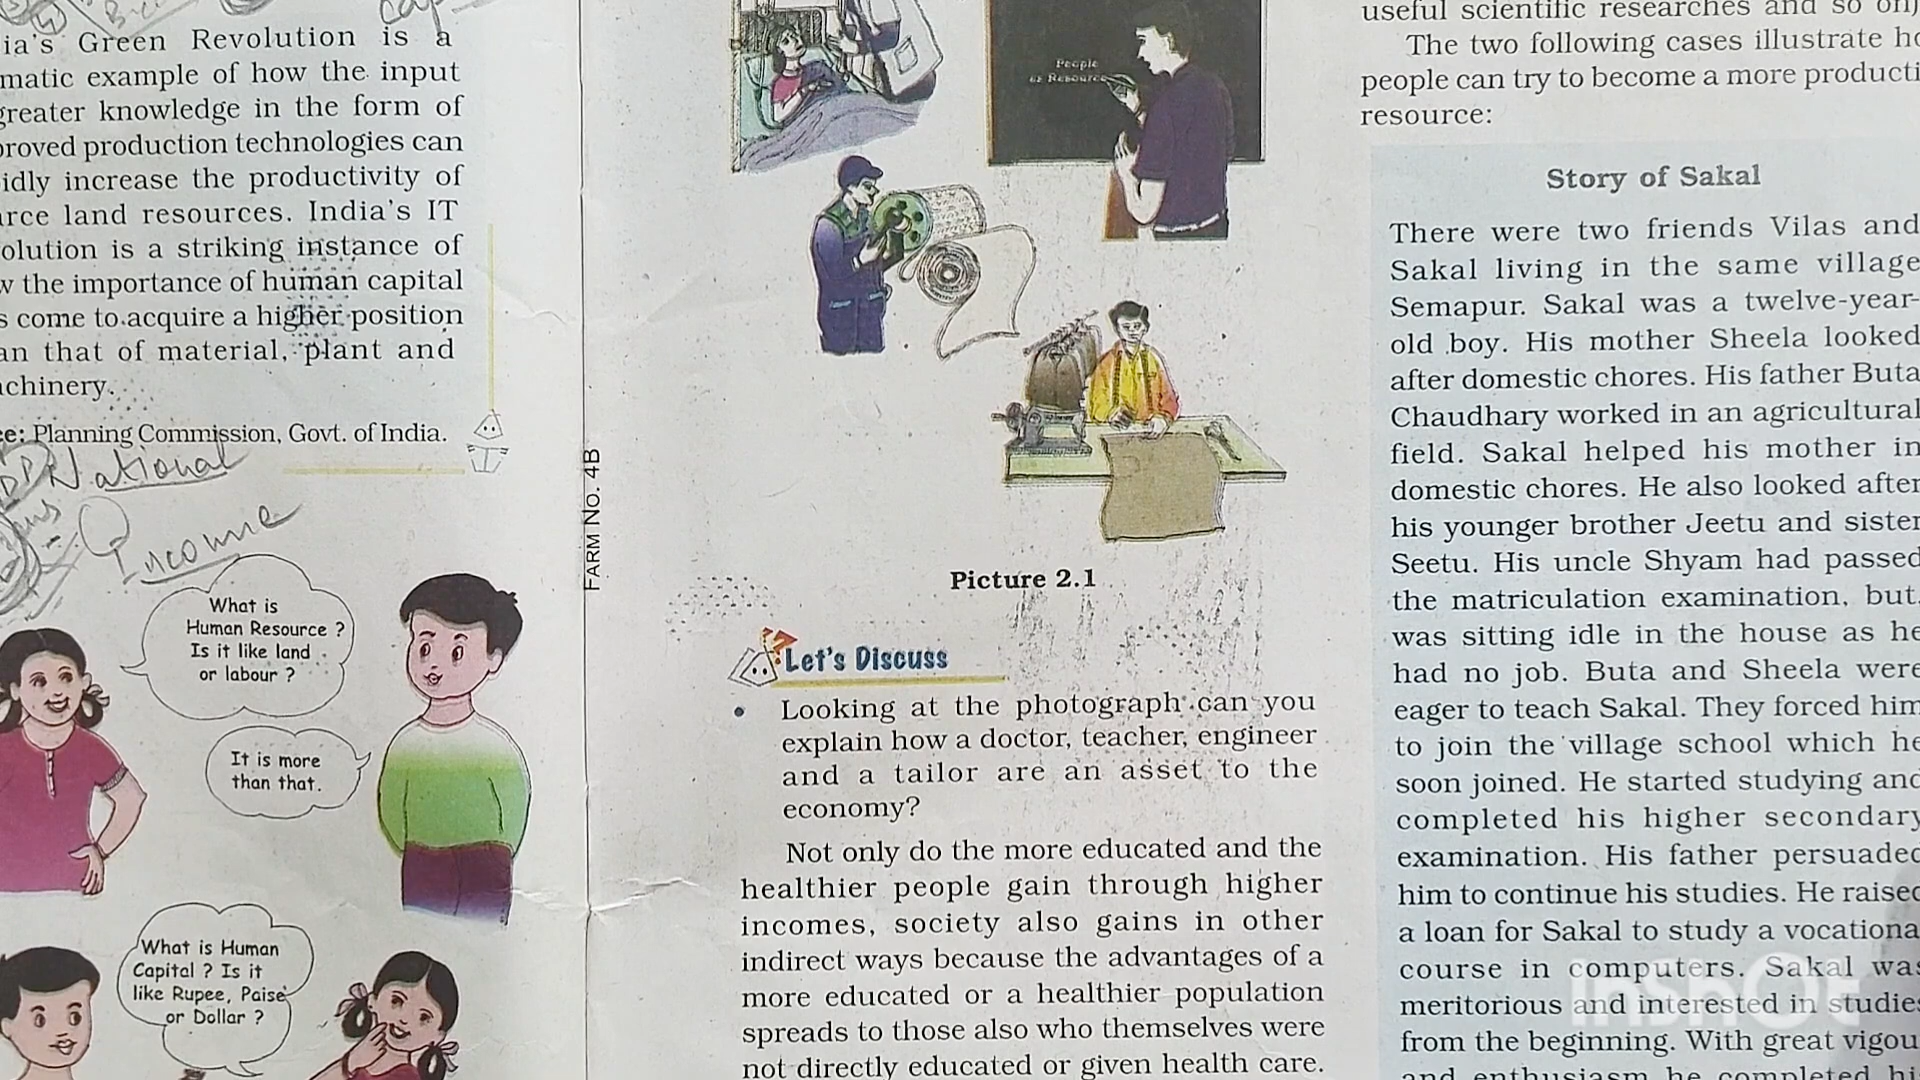 ia's Green Revolution is a
matic example of how the input
greater knowledge in the form of
proved production technologies can
idly increase the productivity of
arce land resources. India's IT
olution is a striking instance of
w the importance of human capital
s come to acquire a higher position
an that of material, plant and
achinery.
ce: Planning Commission, Govt. of India.
National
Income
What is
Human Resource ?
Is it like land
or labour ?
It is more
than that.
What is Human
Capital ? Is it
like Rupee, Paise
or Dollar ?
FARM NO. 4B
People
as Resource
Picture 2.1
Let's Discuss
• Looking at the photograph can you
explain how a doctor, teacher, engineer
and a tailor are an asset to the
economy?
Not only do the more educated and the
healthier people gain through higher
incomes, society also gains in other
indirect ways because the advantages of a
more educated or a healthier population
spreads to those also who themselves were
not directly educated or given health care.
useful scientific researches and so on)
The two following cases illustrate ho
people can try to become a more producti
resource:
Story of Sakal
There were two friends Vilas and
Sakal living in the same village
Semapur. Sakal was a twelve-year-
old boy. His mother Sheela looked
after domestic chores. His father Buta
Chaudhary worked in an agricultural
field. Sakal helped his mother in
domestic chores. He also looked after
his younger brother Jeetu and sister
Seetu. His uncle Shyam had passed
the matriculation examination, but
was sitting idle in the house as he
had no job. Buta and Sheela were
eager to teach Sakal. They forced him
to join the village school which he
soon joined. He started studying and
completed his higher secondary
examination. His father persuaded
him to continue his studies. He raised
a loan for Sakal to study a vocationa
course in computers. Sakal was
meritorious and interested in studies
from the beginning. With great vigou
and enthusiasm he completed hi
InShOt